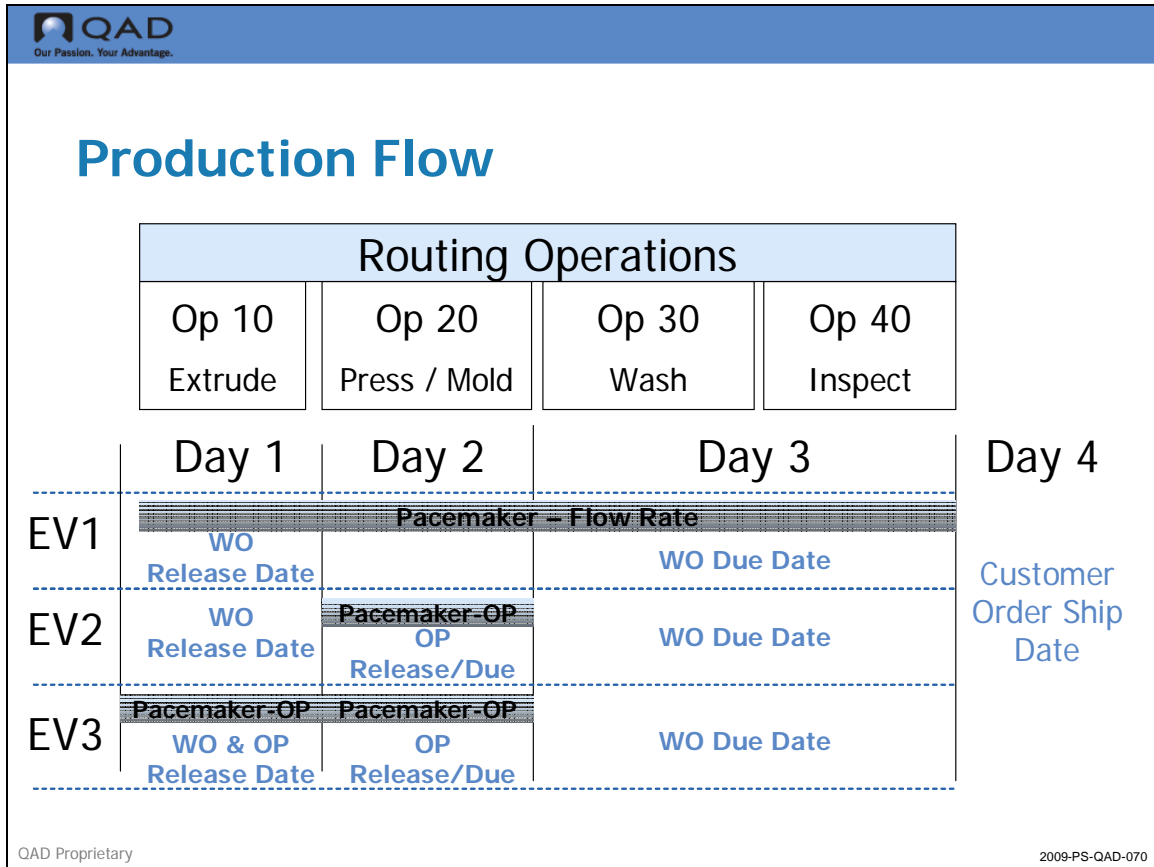 QAD
Our Passion. Your Advantage.
Production Flow
Routing Operations
Op 10
Extrude
Op 20
Press / Mold
Op 30
Wash
Op 40
Inspect
Day 1
Day 2
Day 3
Day 4
EV1
Pacemaker – Flow Rate
WO
Release Date
WO Due Date
EV2
WO
Release Date
Pacemaker-OP
OP
Release/Due
WO Due Date
EV3
Pacemaker-OP
WO & OP
Release Date
Pacemaker-OP
OP
Release/Due
WO Due Date
Customer
Order Ship
Date
QAD Proprietary
2009-PS-QAD-070